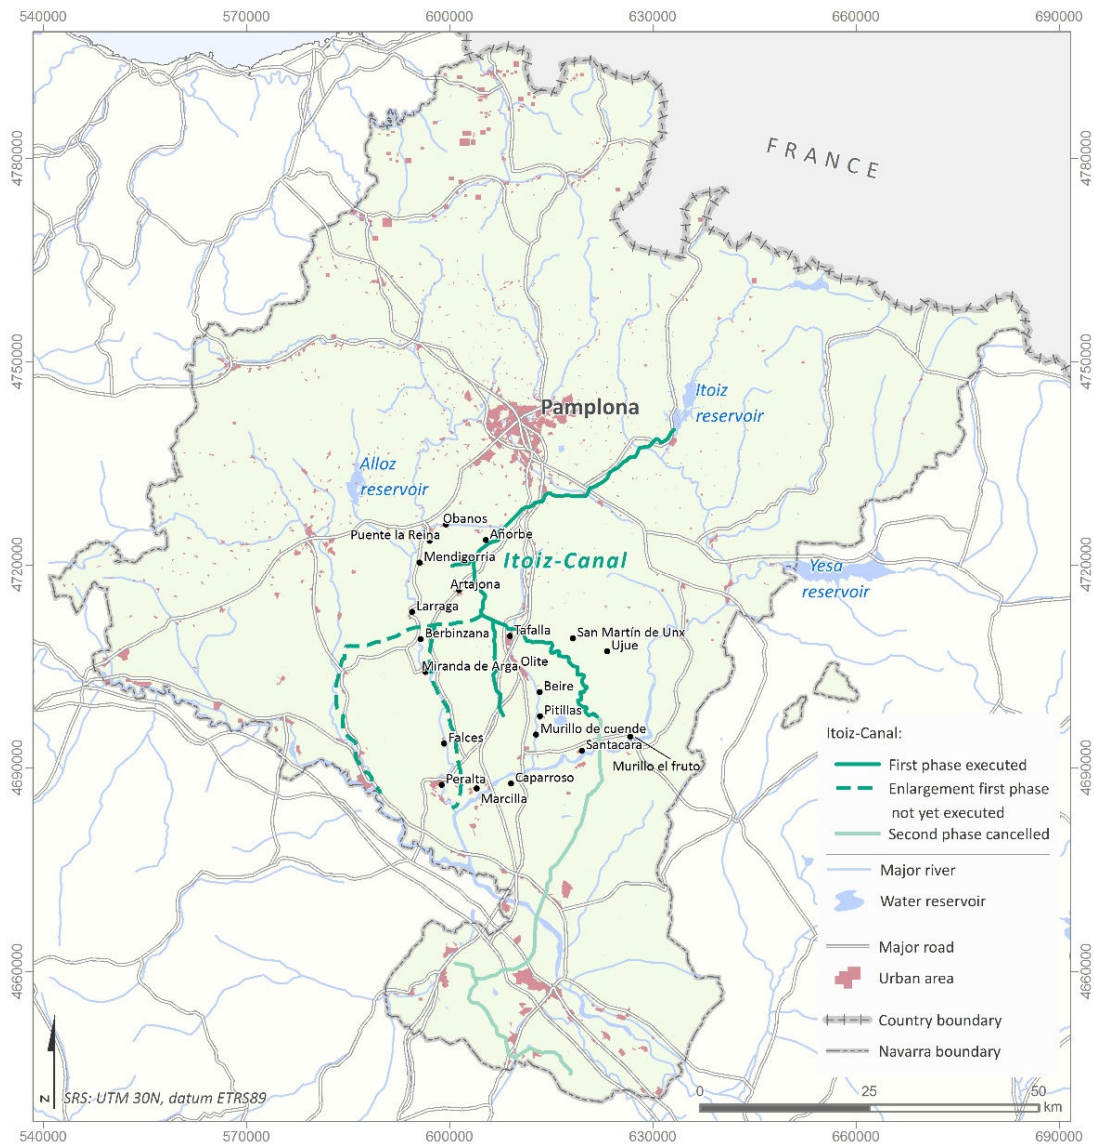 540000 570000 600000 630000 660000 690000
4780000 4780000
FRANCE
4750000 4750000
Itoiz
reservoir
Pamplona
Alloz
reservoir
Obanos
Puente la Reina
Añorbe
Mendigorria
Itoiz-Canal
4720000 4720000
Yesa
reservoir
Artajona
Larraga
Berbinzana
Tafalla
San Martín de Unx
Ujue
Miranda de Arga
Olite
Beire
Pitillas
Murillo de cuende
Falces
Santacara
Murillo el fruto
4690000 4690000
Peralta
Caparroso
Marcilla
Itoiz-Canal:
First phase executed
Enlargement first phase
not yet executed
Second phase cancelled
Major river
Water reservoir
Major road
4660000 4660000
Urban area
Country boundary
Navarra boundary
N
SRS: UTM 30N, datum ETRS89
0 25 50
km
540000 570000 600000 630000 660000 690000